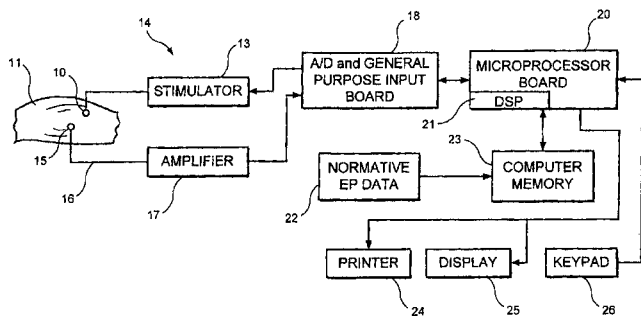 14
13
18
20
11
10
15
STIMULATOR
A/D and GENERAL
PURPOSE INPUT
BOARD
MICROPROCESSOR
BOARD
DSP
21
23
16
AMPLIFIER
17
NORMATIVE
EP DATA
22
COMPUTER
MEMORY
PRINTER
24
DISPLAY
25
KEYPAD
26